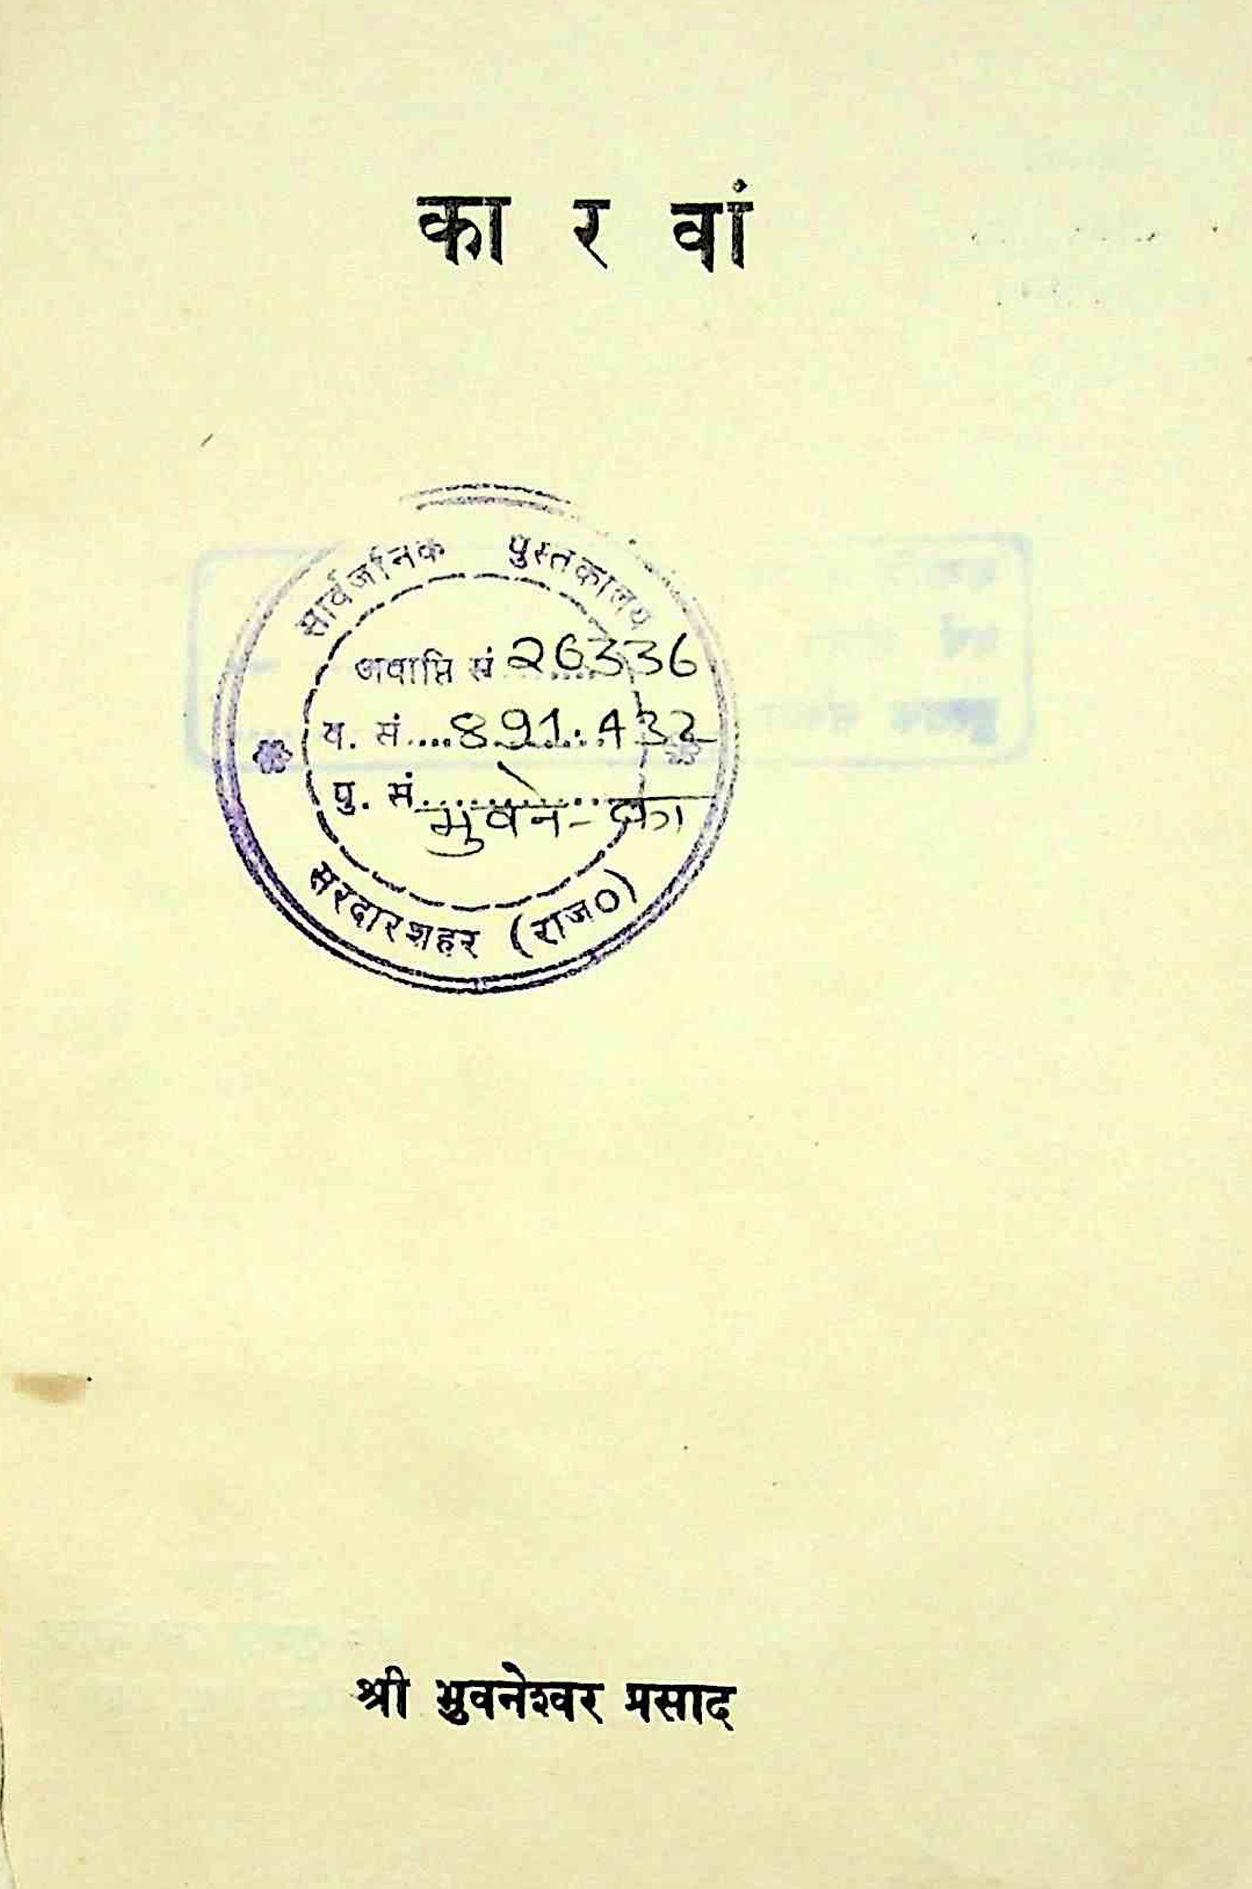 का र वां
सार्वजनिक पुस्तकालय
अवाप्ति सं 26336
व. सं....891.432
पु. सं. भुवने-का
सरदारशहर (राज०)
श्री भुवनेश्वर प्रसाद